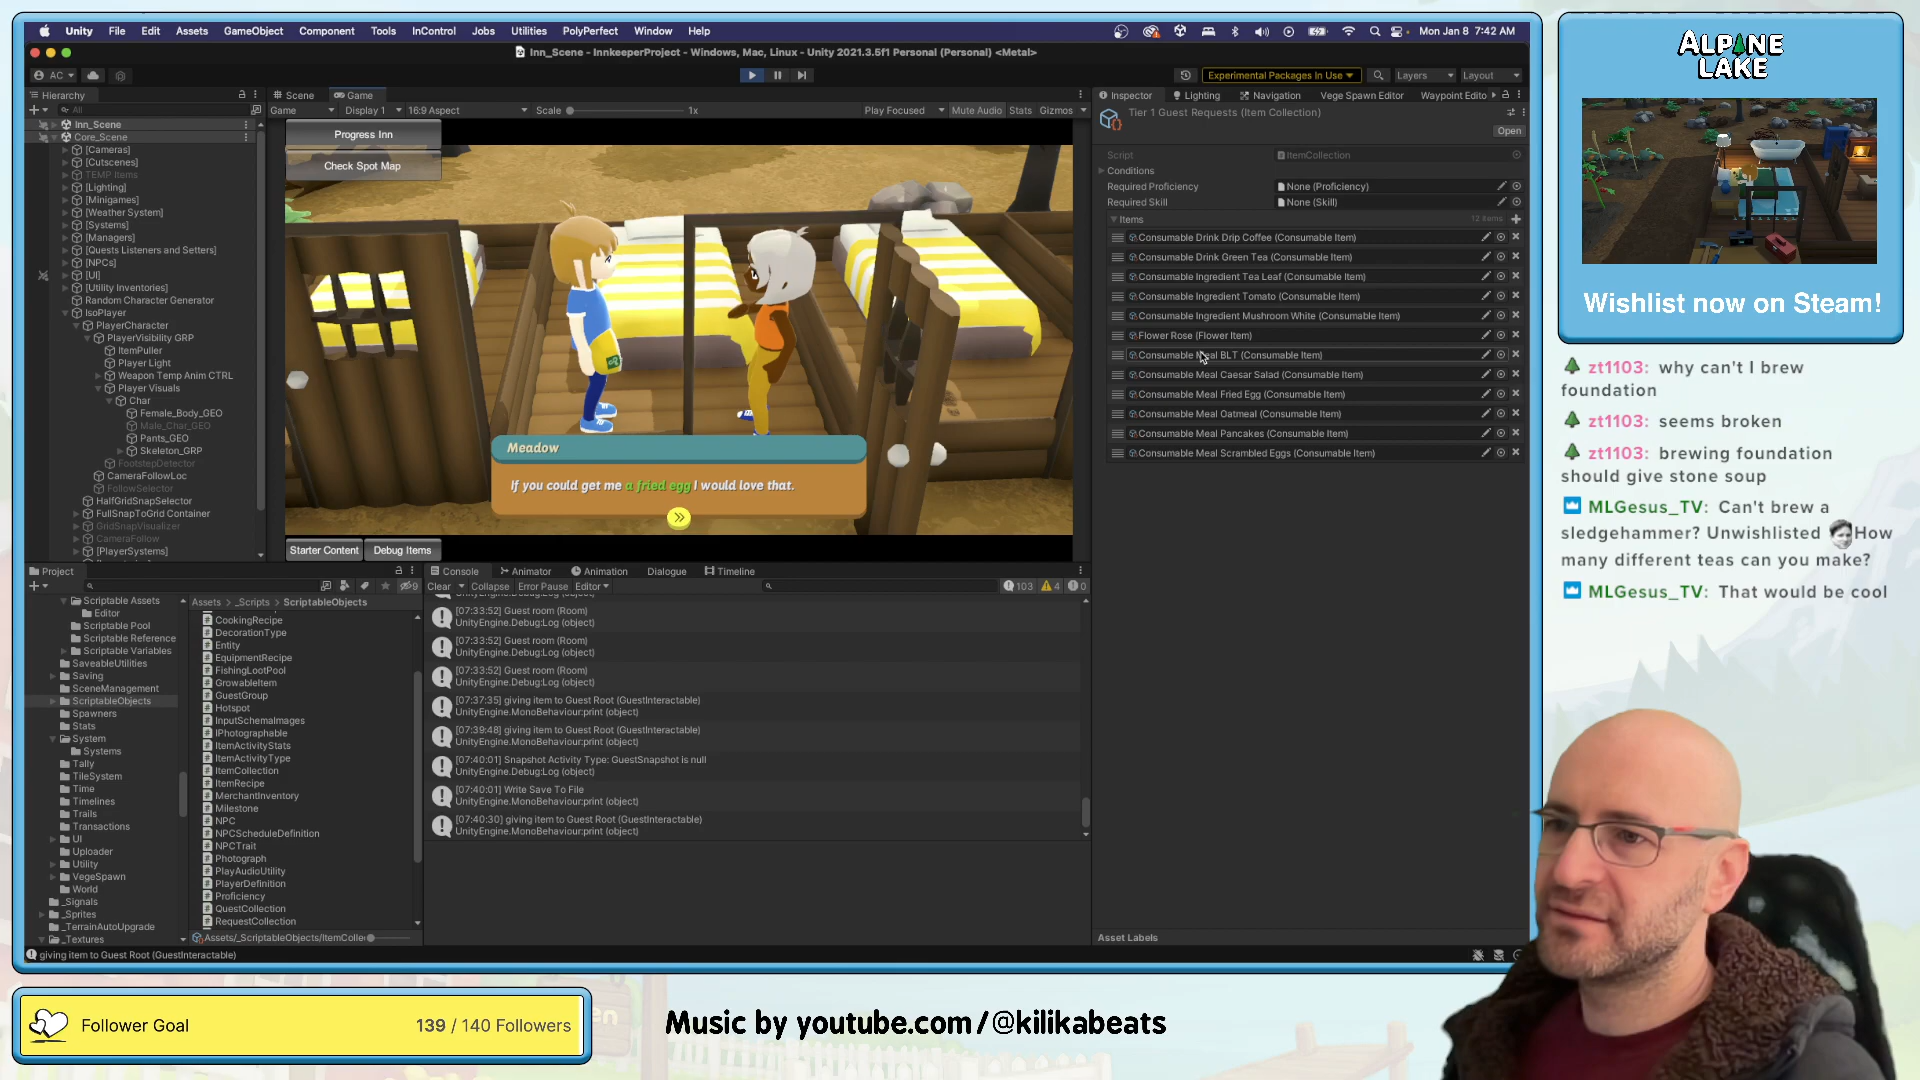 Unity File Edit Assets GameObject Component Tools InControl Jobs Utilities PolyPerfect Window Help
Mon Jan 8 7:42 AM
Inn_Scene - InnkeeperProject - Windows, Mac, Linux - Unity 2021.3.5f1 Personal (Personal) <Metal>
AC
Experimental Packages In Use
Layers
Layout
Hierarchy
All
Inn_Scene
Core_Scene
[Cameras]
[Cutscenes]
TEMP Items
[Lighting]
[Minigames]
[Weather System]
[Systems]
[Managers]
[Quests Listeners and Setters]
[NPCs]
[UI]
[Utility Inventories]
Random Character Generator
IsoPlayer
PlayerCharacter
PlayerVisibility GRP
ItemPuller
Player Light
Weapon Temp Anim CTRL
Player Visuals
Char
Female_Body_GEO
Male_Char_GEO
Pants_GEO
Skeleton_GRP
FootstepDetector
CameraFollowLoc
FollowSelector
HalfGridSnapSelector
FullSnapToGrid Container
GridSnapVisualizer
CameraFollow
[PlayerSystems]
Scene
Game
Game
Display 1
16:9 Aspect
Scale
1x
Play Focused
Mute Audio
Stats
Gizmos
Progress Inn
Check Spot Map
Meadow
If you could get me a fried egg I would love that.
Starter Content
Debug Items
Inspector
Lighting
Navigation
Vege Spawn Editor
Waypoint Edito
Tier 1 Guest Requests (Item Collection)
Open
Script
ItemCollection
Conditions
Required Proficiency
None (Proficiency)
Required Skill
None (Skill)
Items
12 items
Consumable Drink Drip Coffee (Consumable Item)
Consumable Drink Green Tea (Consumable Item)
Consumable Ingredient Tea Leaf (Consumable Item)
Consumable Ingredient Tomato (Consumable Item)
Consumable Ingredient Mushroom White (Consumable Item)
Flower Rose (Flower Item)
Consumable Meal BLT (Consumable Item)
Consumable Meal Caesar Salad (Consumable Item)
Consumable Meal Fried Egg (Consumable Item)
Consumable Meal Oatmeal (Consumable Item)
Consumable Meal Pancakes (Consumable Item)
Consumable Meal Scrambled Eggs (Consumable Item)
Asset Labels
Project
9
Scriptable Assets
Editor
Scriptable Pool
Scriptable Reference
Scriptable Variables
SaveableUtilities
Saving
SceneManagement
ScriptableObjects
Spawners
Stats
System
Systems
Tally
TileSystem
Time
Timelines
Trails
Transactions
UI
Uploader
Utility
VegeSpawn
World
_Signals
_Sprites
_TerrainAutoUpgrade
_Textures
Assets > _Scripts > ScriptableObjects
CookingRecipe
DecorationType
Entity
EquipmentRecipe
FishingLootPool
GrowableItem
GuestGroup
Hotspot
InputSchemaImages
IPhotographable
ItemActivityStats
ItemActivityType
ItemCollection
ItemRecipe
MerchantInventory
Milestone
NPC
NPCScheduleDefinition
NPCTrait
Photograph
PlayAudioUtility
PlayerDefinition
Proficiency
QuestCollection
RequestCollection
Assets/_ScriptableObjects/ItemColle
Console
Animator
Animation
Dialogue
Timeline
Clear
Collapse
Error Pause
Editor
103
4
0
UnityEngine.Debug:Log (object)
[07:33:52] Guest room (Room)
UnityEngine.Debug:Log (object)
[07:33:52] Guest room (Room)
UnityEngine.Debug:Log (object)
[07:33:52] Guest room (Room)
UnityEngine.Debug:Log (object)
[07:37:35] giving item to Guest Root (GuestInteractable)
UnityEngine.MonoBehaviour:print (object)
[07:39:48] giving item to Guest Root (GuestInteractable)
UnityEngine.MonoBehaviour:print (object)
[07:40:01] Snapshot Activity Type: GuestSnapshot is null
UnityEngine.Debug:Log (object)
[07:40:01] Write Save To File
UnityEngine.MonoBehaviour:print (object)
[07:40:30] giving item to Guest Root (GuestInteractable)
UnityEngine.MonoBehaviour:print (object)
giving item to Guest Root (GuestInteractable)
ALPINE
LAKE
Wishlist now on Steam!
zt1103: why can't I brew
foundation
zt1103: seems broken
zt1103: brewing foundation
should give stone soup
MLGesus_TV: Can't brew a
sledgehammer? Unwishlisted How
many different teas can you make?
MLGesus_TV: That would be cool
Follower Goal
139 / 140 Followers
Music by youtube.com/@kilikabeats